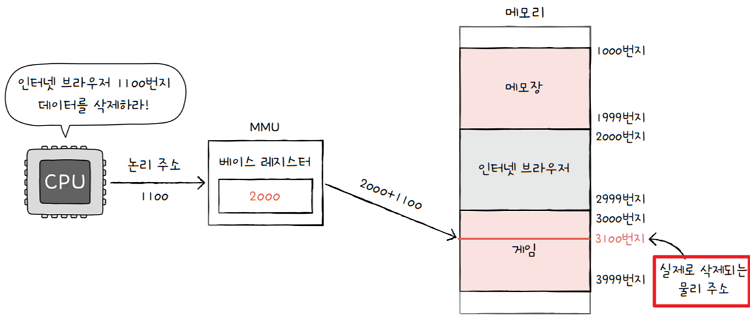 메모리
인터넷 브라우저 1100번지
데이터를 삭제하라!
CPU
논리 주소
1100
MMU
베이스 레지스터
2000
2000+1100
1000번지
메모장
1999번지
2000번지
인터넷 브라우저
2999번지
3000번지
3100번지
게임
3999번지
실제로 삭제되는
물리 주소